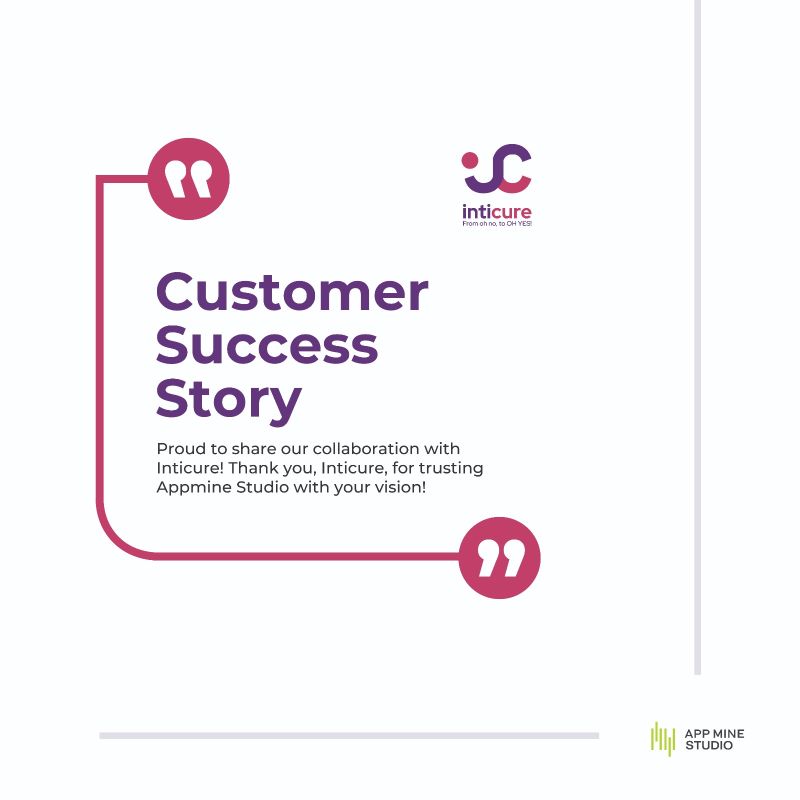 inticure
From oh no, to OH YES!
Customer
Success
Story
Proud to share our collaboration with
Inticure! Thank you, Inticure, for trusting
Appmine Studio with your vision!
APP MINE
STUDIO